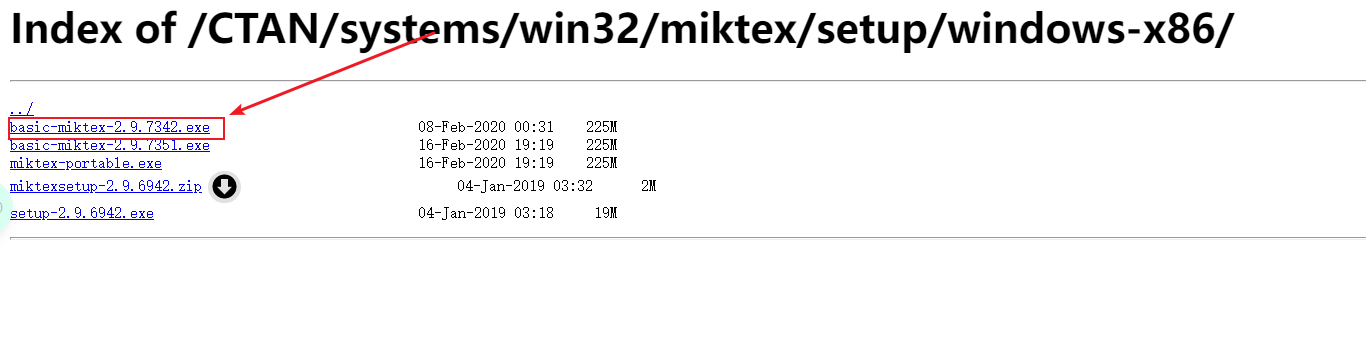 Index of /CTAN/systems/win32/miktex/setup/windows-x86/
../
basic-miktex-2.9.7342.exe 08-Feb-2020 00:31 225M
basic-miktex-2.9.7351.exe 16-Feb-2020 19:19 225M
miktex-portable.exe 16-Feb-2020 19:19 225M
miktexsetup-2.9.6942.zip 04-Jan-2019 03:32 2M
setup-2.9.6942.exe 04-Jan-2019 03:18 19M